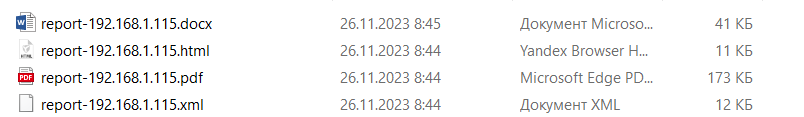 report-192.168.1.115.docx 26.11.2023 8:45 Документ Microso... 41 КБ
report-192.168.1.115.html 26.11.2023 8:44 Yandex Browser H... 11 КБ
report-192.168.1.115.pdf 26.11.2023 8:44 Microsoft Edge PD... 173 КБ
report-192.168.1.115.xml 26.11.2023 8:44 Документ XML 12 КБ